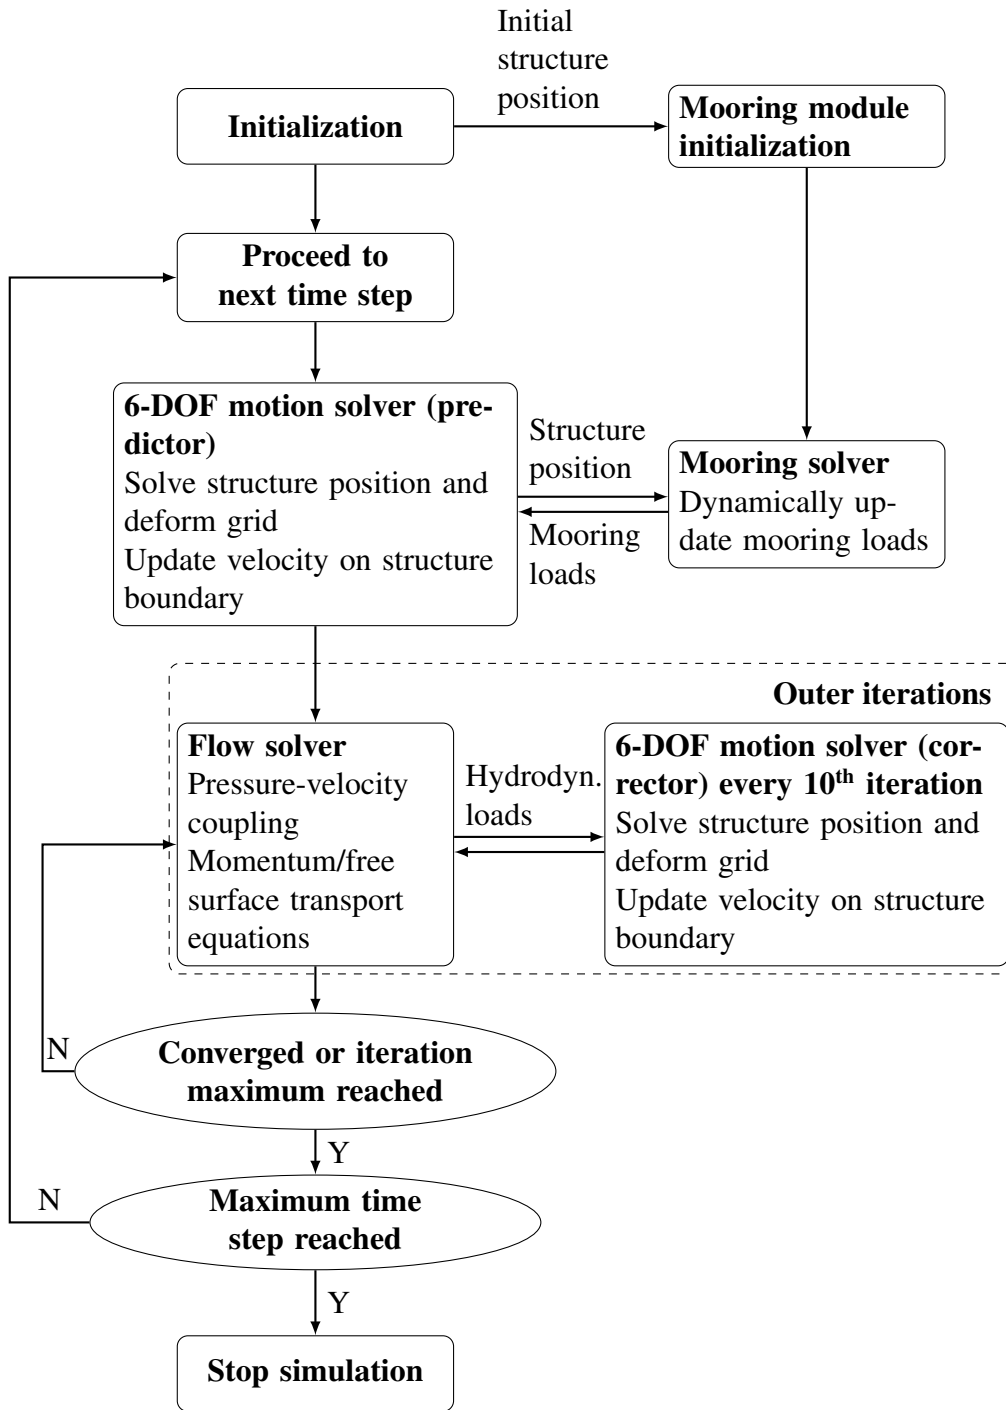 Initial
structure
position
Initialization
Mooring module
initialization
Proceed to
next time step
6-DOF motion solver (pre-
dictor)
Solve structure position and
deform grid
Update velocity on structure
boundary
Structure
position
Mooring
loads
Mooring solver
Dynamically up-
date mooring loads
Outer iterations
Flow solver
Pressure-velocity
coupling
Momentum/free
surface transport
equations
Hydrodyn.
loads
6-DOF motion solver (cor-
rector) every 10th iteration
Solve structure position and
deform grid
Update velocity on structure
boundary
N
Converged or iteration
maximum reached
Y
N
Maximum time
step reached
Y
Stop simulation